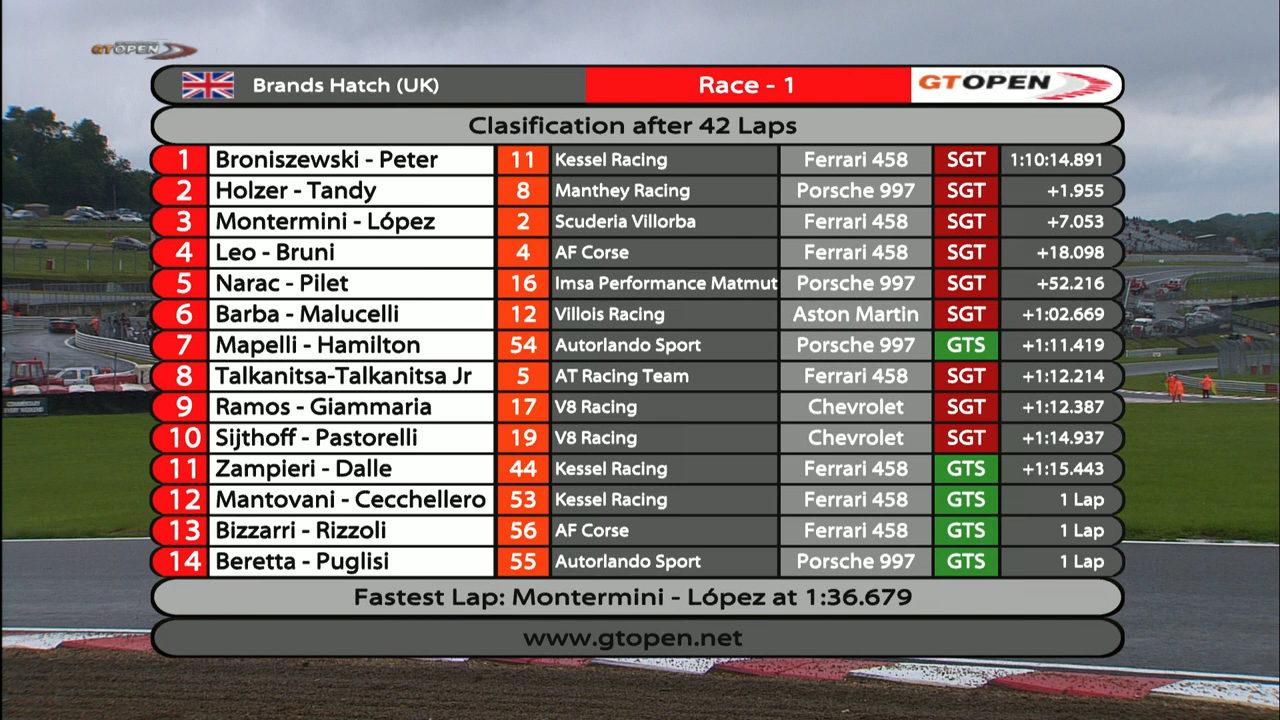 GTOPEN
Brands Hatch (UK) Race - 1 GTOPEN
Clasification after 42 Laps
1 Broniszewski - Peter 11 Kessel Racing Ferrari 458 SGT 1:10:14.891
2 Holzer - Tandy 8 Manthey Racing Porsche 997 SGT +1.955
3 Montermini - López 2 Scuderia Villorba Ferrari 458 SGT +7.053
4 Leo - Bruni 4 AF Corse Ferrari 458 SGT +18.098
5 Narac - Pilet 16 Imsa Performance Matmut Porsche 997 SGT +52.216
6 Barba - Malucelli 12 Villois Racing Aston Martin SGT +1:02.669
7 Mapelli - Hamilton 54 Autorlando Sport Porsche 997 GTS +1:11.419
8 Talkanitsa-Talkanitsa Jr 5 AT Racing Team Ferrari 458 SGT +1:12.214
9 Ramos - Giammaria 17 V8 Racing Chevrolet SGT +1:12.387
10 Sijthoff - Pastorelli 19 V8 Racing Chevrolet SGT +1:14.937
11 Zampieri - Dalle 44 Kessel Racing Ferrari 458 GTS +1:15.443
12 Mantovani - Cecchellero 53 Kessel Racing Ferrari 458 GTS 1 Lap
13 Bizzarri - Rizzoli 56 AF Corse Ferrari 458 GTS 1 Lap
14 Beretta - Puglisi 55 Autorlando Sport Porsche 997 GTS 1 Lap
Fastest Lap: Montermini - López at 1:36.679
www.gtopen.net